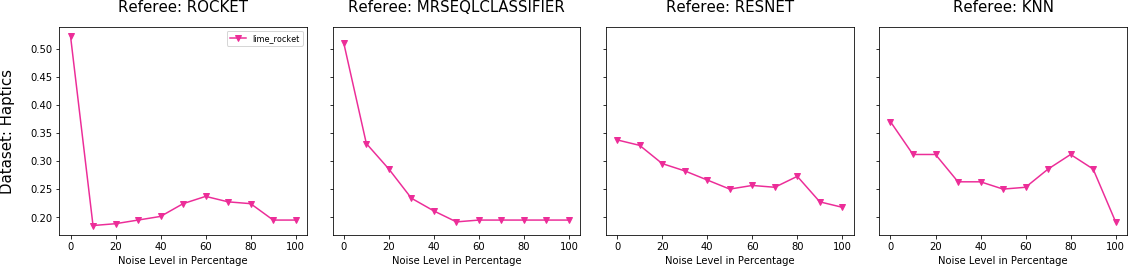 Referee: ROCKET
Referee: MRSEQLCLASSIFIER
Referee: RESNET
Referee: KNN
Dataset: Haptics
0.50
0.45
0.40
0.35
0.30
0.25
0.20
lime_rocket
0 20 40 60 80 100
0 20 40 60 80 100
0 20 40 60 80 100
0 20 40 60 80 100
Noise Level in Percentage
Noise Level in Percentage
Noise Level in Percentage
Noise Level in Percentage